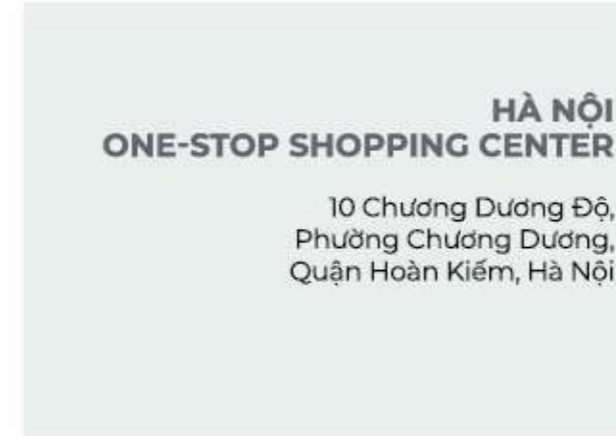 HÀ NỘI
ONE-STOP SHOPPING CENTER
10 Chương Dương Độ,
Phường Chương Dương,
Quận Hoàn Kiếm, Hà Nội